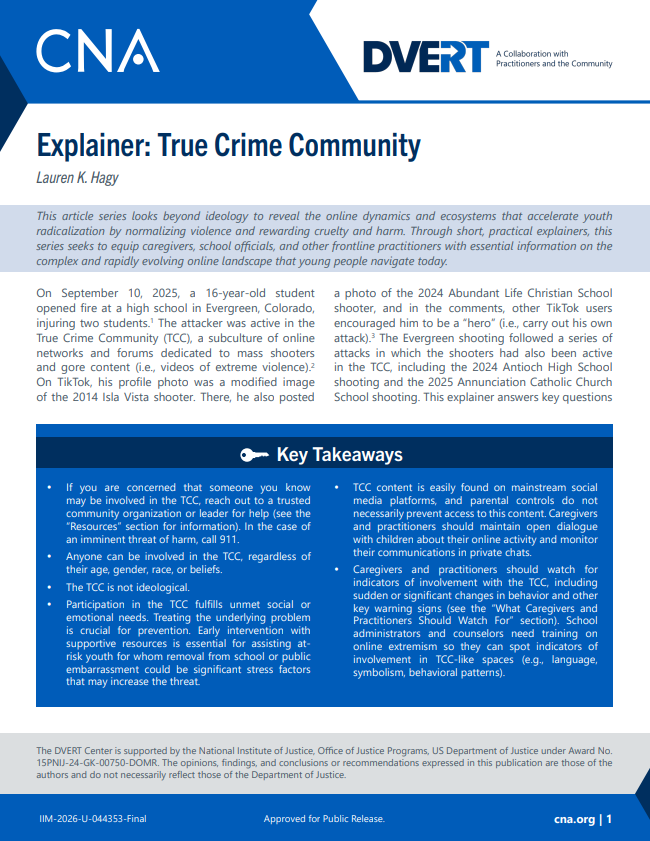 CNA
DVERT
A Collaboration with
Practitioners and the Community
Explainer: True Crime Community
Lauren K. Hagy
This article series looks beyond ideology to reveal the online dynamics and ecosystems that accelerate youth
radicalization by normalizing violence and rewarding cruelty and harm. Through short, practical explainers, this
series seeks to equip caregivers, school officials, and other frontline practitioners with essential information on the
complex and rapidly evolving online landscape that young people navigate today.
On September 10, 2025, a 16-year-old student
opened fire at a high school in Evergreen, Colorado,
injuring two students.¹ The attacker was active in the
True Crime Community (TCC), a subculture of online
networks and forums dedicated to mass shooters
and gore content (i.e., videos of extreme violence).²
On TikTok, his profile photo was a modified image
of the 2014 Isla Vista shooter. There, he also posted
a photo of the 2024 Abundant Life Christian School
shooter, and in the comments, other TikTok users
encouraged him to be a “hero” (i.e., carry out his own
attack).³ The Evergreen shooting followed a series of
attacks in which the shooters had also been active
in the TCC, including the 2024 Antioch High School
shooting and the 2025 Annunciation Catholic Church
School shooting. This explainer answers key questions
Key Takeaways
• If you are concerned that someone you know
may be involved in the TCC, reach out to a trusted
community organization or leader for help (see the
“Resources” section for information). In the case of
an imminent threat of harm, call 911.
• Anyone can be involved in the TCC, regardless of
their age, gender, race, or beliefs.
• The TCC is not ideological.
• Participation in the TCC fulfills unmet social or
emotional needs. Treating the underlying problem
is crucial for prevention. Early intervention with
supportive resources is essential for assisting at-
risk youth for whom removal from school or public
embarrassment could be significant stress factors
that may increase the threat.
• TCC content is easily found on mainstream social
media platforms, and parental controls do not
necessarily prevent access to this content. Caregivers
and practitioners should maintain open dialogue
with children about their online activity and monitor
their communications in private chats.
• Caregivers and practitioners should watch for
indicators of involvement with the TCC, including
sudden or significant changes in behavior and other
key warning signs (see the “What Caregivers and
Practitioners Should Watch For” section). School
administrators and counselors need training on
online extremism so they can spot indicators of
involvement in TCC-like spaces (e.g., language,
symbolism, behavioral patterns).
The DVERT Center is supported by the National Institute of Justice, Office of Justice Programs, US Department of Justice under Award No.
15PNIJ-24-GK-00750-DOMR. The opinions, findings, and conclusions or recommendations expressed in this publication are those of the
authors and do not necessarily reflect those of the Department of Justice.
IIM-2026-U-044353-Final
Approved for Public Release.
cna.org | 1